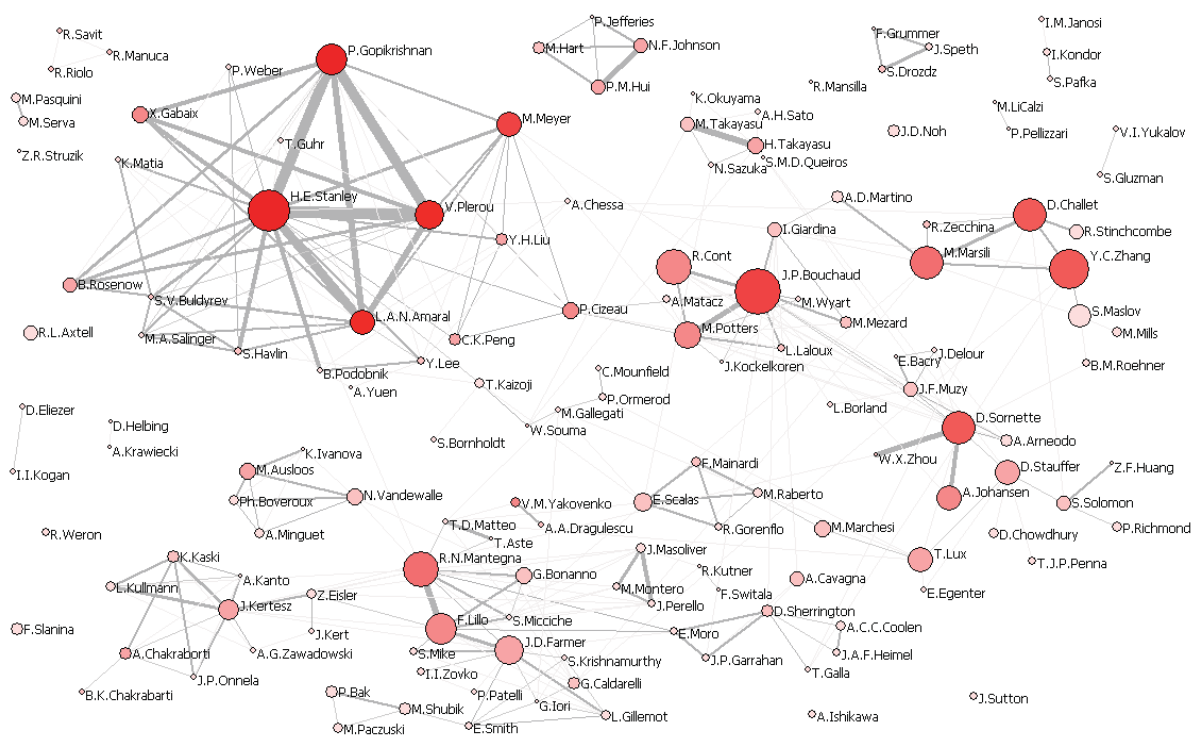 R.Savit
R.Manuca
R.Riolo
P.Weber
P.Gopikrishnan
P.Jefferies
M.Hart
N.F.Johnson
P.M.Hui
F.Grummer
J.Speth
S.Drozdz
I.M.Janosi
I.Kondor
S.Pafka
M.Pasquini
M.Serva
X.Gabaix
M.Meyer
K.Okuyama
M.Takayasu
A.H.Sato
R.Mansilla
H.Takayasu
S.M.D.Queiros
N.Sazuka
J.D.Noh
M.LiCalzi
P.Pellizzari
V.I.Yukalov
S.Gluzman
Z.R.Struzik
K.Matia
T.Guhr
H.E.Stanley
V.Plerou
A.Chessa
Y.H.Liu
A.D.Martino
I.Giardina
D.Challet
R.Zecchina
R.Stinchcombe
M.Marsili
Y.C.Zhang
R.Cont
J.P.Bouchaud
B.Rosenow
S.V.Buldyrev
L.A.N.Amaral
P.Cizeau
A.Matacz
M.Wyart
M.Mezard
S.Maslov
M.Mills
R.L.Axtell
M.A.Salinger
S.Havlin
C.K.Peng
M.Potters
L.Laloux
J.Kockelkoren
B.Podobnik
Y.Lee
A.Yuen
T.Kaizoji
C.Mounfield
P.Ormerod
M.Gallegati
W.Souma
E.Bacry
J.Delour
J.F.Muzy
B.M.Roehner
L.Borland
D.Sornette
A.Arneodo
D.Eliezer
D.Helbing
A.Krawiecki
I.I.Kogan
S.Bornholdt
W.X.Zhou
D.Stauffer
Z.F.Huang
K.Ivanova
M.Ausloos
Ph.Boveroux
N.Vandewalle
A.Minguet
F.Mainardi
E.Scalas
M.Raberto
R.Gorenflo
A.Johansen
S.Solomon
P.Richmond
V.M.Yakovenko
A.A.Dragulescu
T.D.Matteo
T.Aste
M.Marchesi
D.Chowdhury
R.Weron
K.Kaski
L.Kullmann
A.Kanto
J.Kertesz
Z.Eisler
J.Kert
R.N.Mantegna
G.Bonanno
J.Masoliver
M.Montero
J.Perello
R.Kutner
F.Switala
A.Cavagna
T.Lux
T.J.P.Penna
E.Egenter
F.Slanina
A.Chakraborti
A.G.Zawadowski
J.P.Onnela
B.K.Chakrabarti
F.Lillo
S.Micciche
S.Mike
J.D.Farmer
E.Moro
D.Sherrington
A.C.C.Coolen
J.A.F.Heimel
J.P.Garrahan
T.Galla
I.I.Zovko
S.Krishnamurthy
G.Caldarelli
P.Patelli
G.Iori
P.Bak
M.Shubik
M.Paczuski
E.Smith
L.Gillemot
A.Ishikawa
J.Sutton